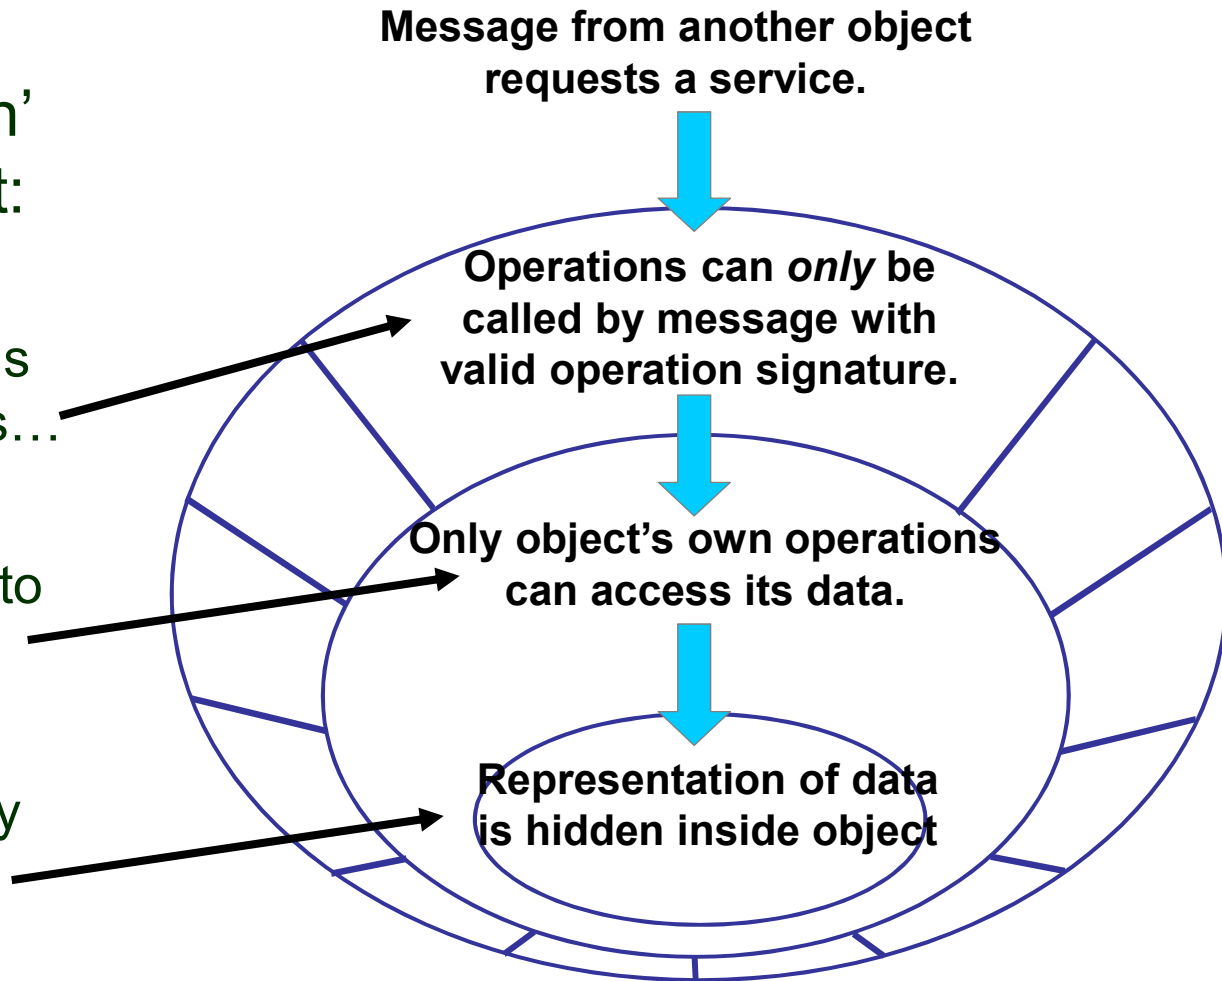 Message from another object
requests a service.
n’
t:
Operations can only be
called by message with
valid operation signature.
s
s…
Only object’s own operations
can access its data.
to
Representation of data
is hidden inside object
y